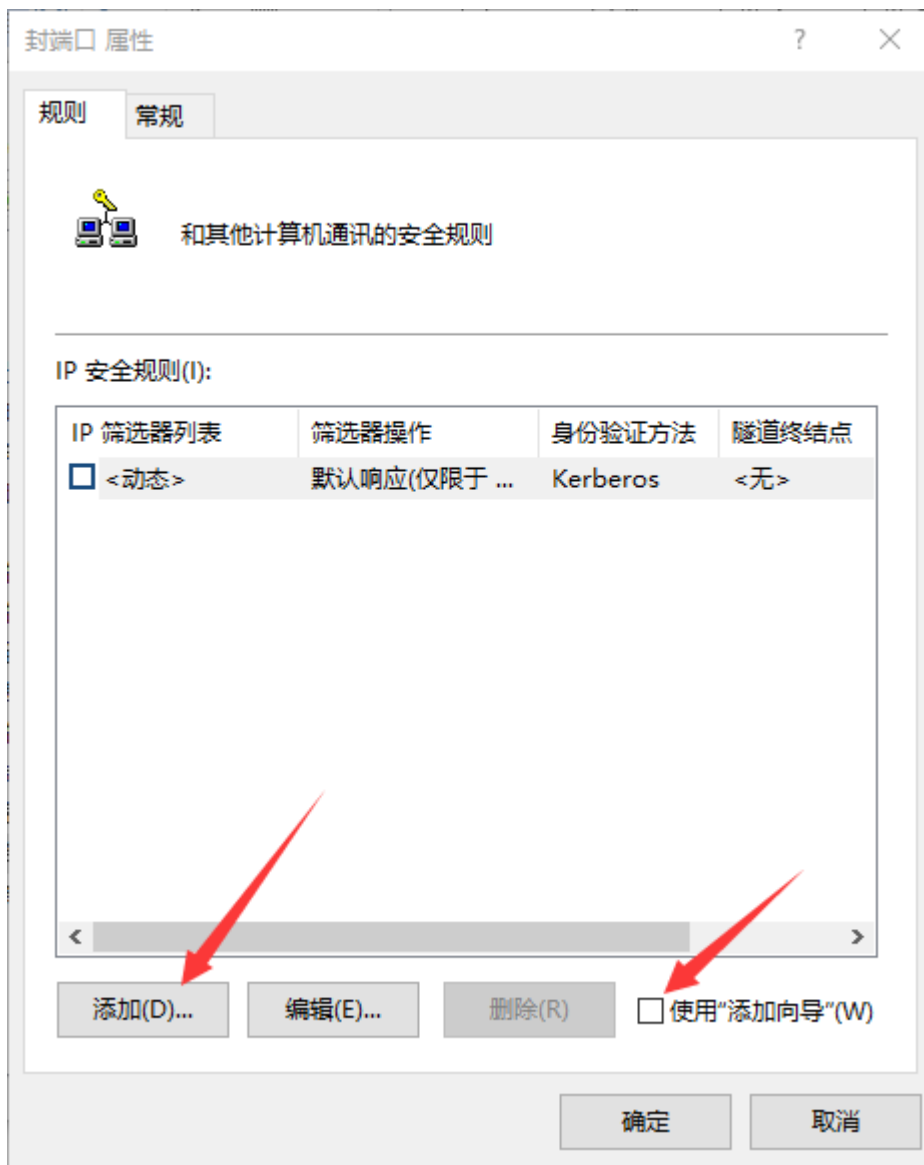 封端口 属性
规则 常规
和其他计算机通讯的安全规则
IP 安全规则(I):
IP 筛选器列表 筛选器操作 身份验证方法 隧道终结点
<动态> 默认响应(仅限于 ... Kerberos <无>
添加(D)... 编辑(E)... 删除(R) 使用“添加向导”(W)
确定 取消